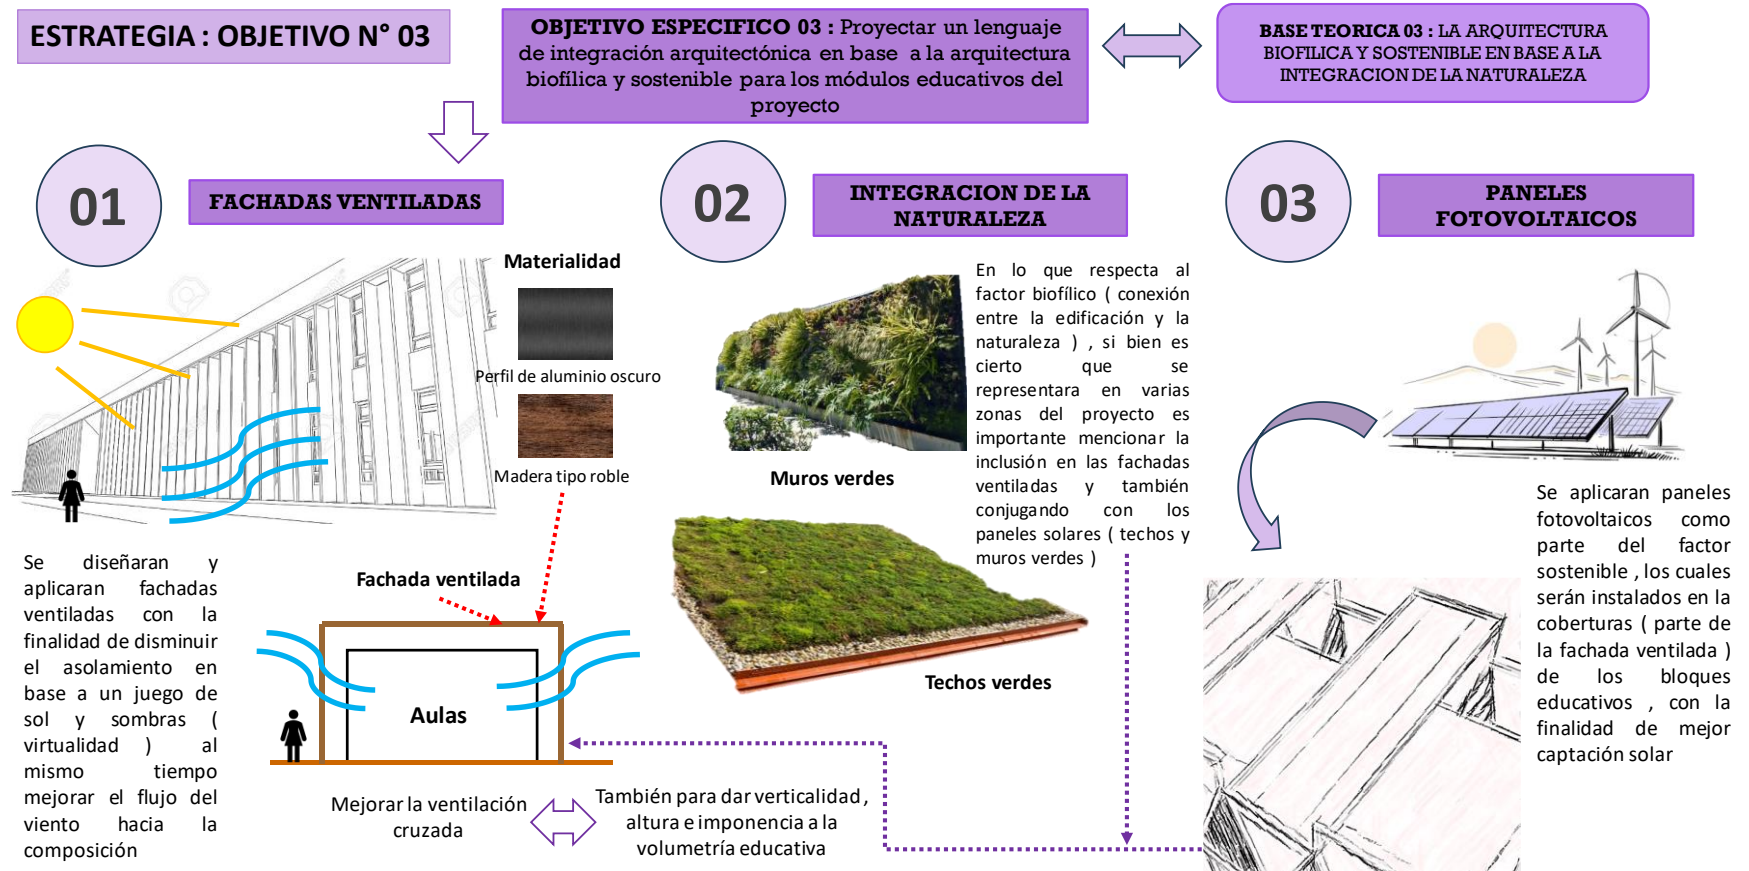 ESTRATEGIA : OBJETIVO N° 03
OBJETIVO ESPECIFICO 03 : Proyectar un lenguaje
de integración arquitectónica en base a la arquitectura
biofílica y sostenible para los módulos educativos del
proyecto
BASE TEORICA 03 : LA ARQUITECTURA
BIOFILICA Y SOSTENIBLE EN BASE A LA
INTEGRACION DE LA NATURALEZA
01
FACHADAS VENTILADAS
Materialidad
Perfil de aluminio oscuro
Madera tipo roble
Se diseñaran y
aplicaran fachadas
ventiladas con la
finalidad de disminuir
el asolamiento en
base a un juego de
sol y sombras (
virtualidad ) al
mismo tiempo
mejorar el flujo del
viento hacia la
composición
Fachada ventilada
Aulas
Mejorar la ventilación
cruzada
También para dar verticalidad ,
altura e imponencia a la
volumetría educativa
02
INTEGRACION DE LA
NATURALEZA
Muros verdes
Techos verdes
En lo que respecta al
factor biofílico ( conexión
entre la edificación y la
naturaleza ) , si bien es
cierto que se
representara en varias
zonas del proyecto es
importante mencionar la
inclusión en las fachadas
ventiladas y también
conjugando con los
paneles solares ( techos y
muros verdes )
03
PANELES
FOTOVOLTAICOS
Se aplicaran paneles
fotovoltaicos como
parte del factor
sostenible , los cuales
serán instalados en la
coberturas ( parte de
la fachada ventilada )
de los bloques
educativos , con la
finalidad de mejor
captación solar